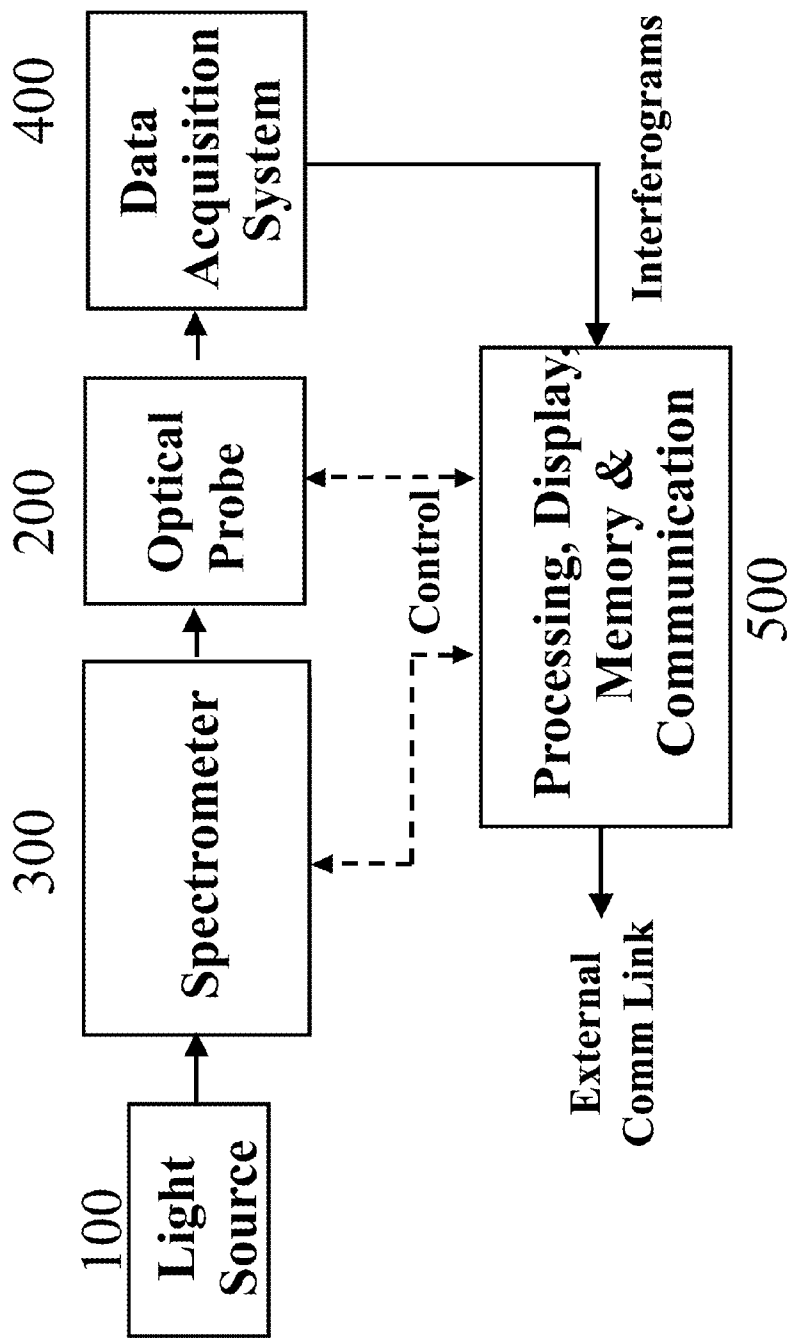 100
Light
Source
300
Spectrometer
200
Optical
Probe
400
Data
Acquisition
System
Control
Interferograms
Processing, Display,
Memory &
Communication
500
External
Comm Link